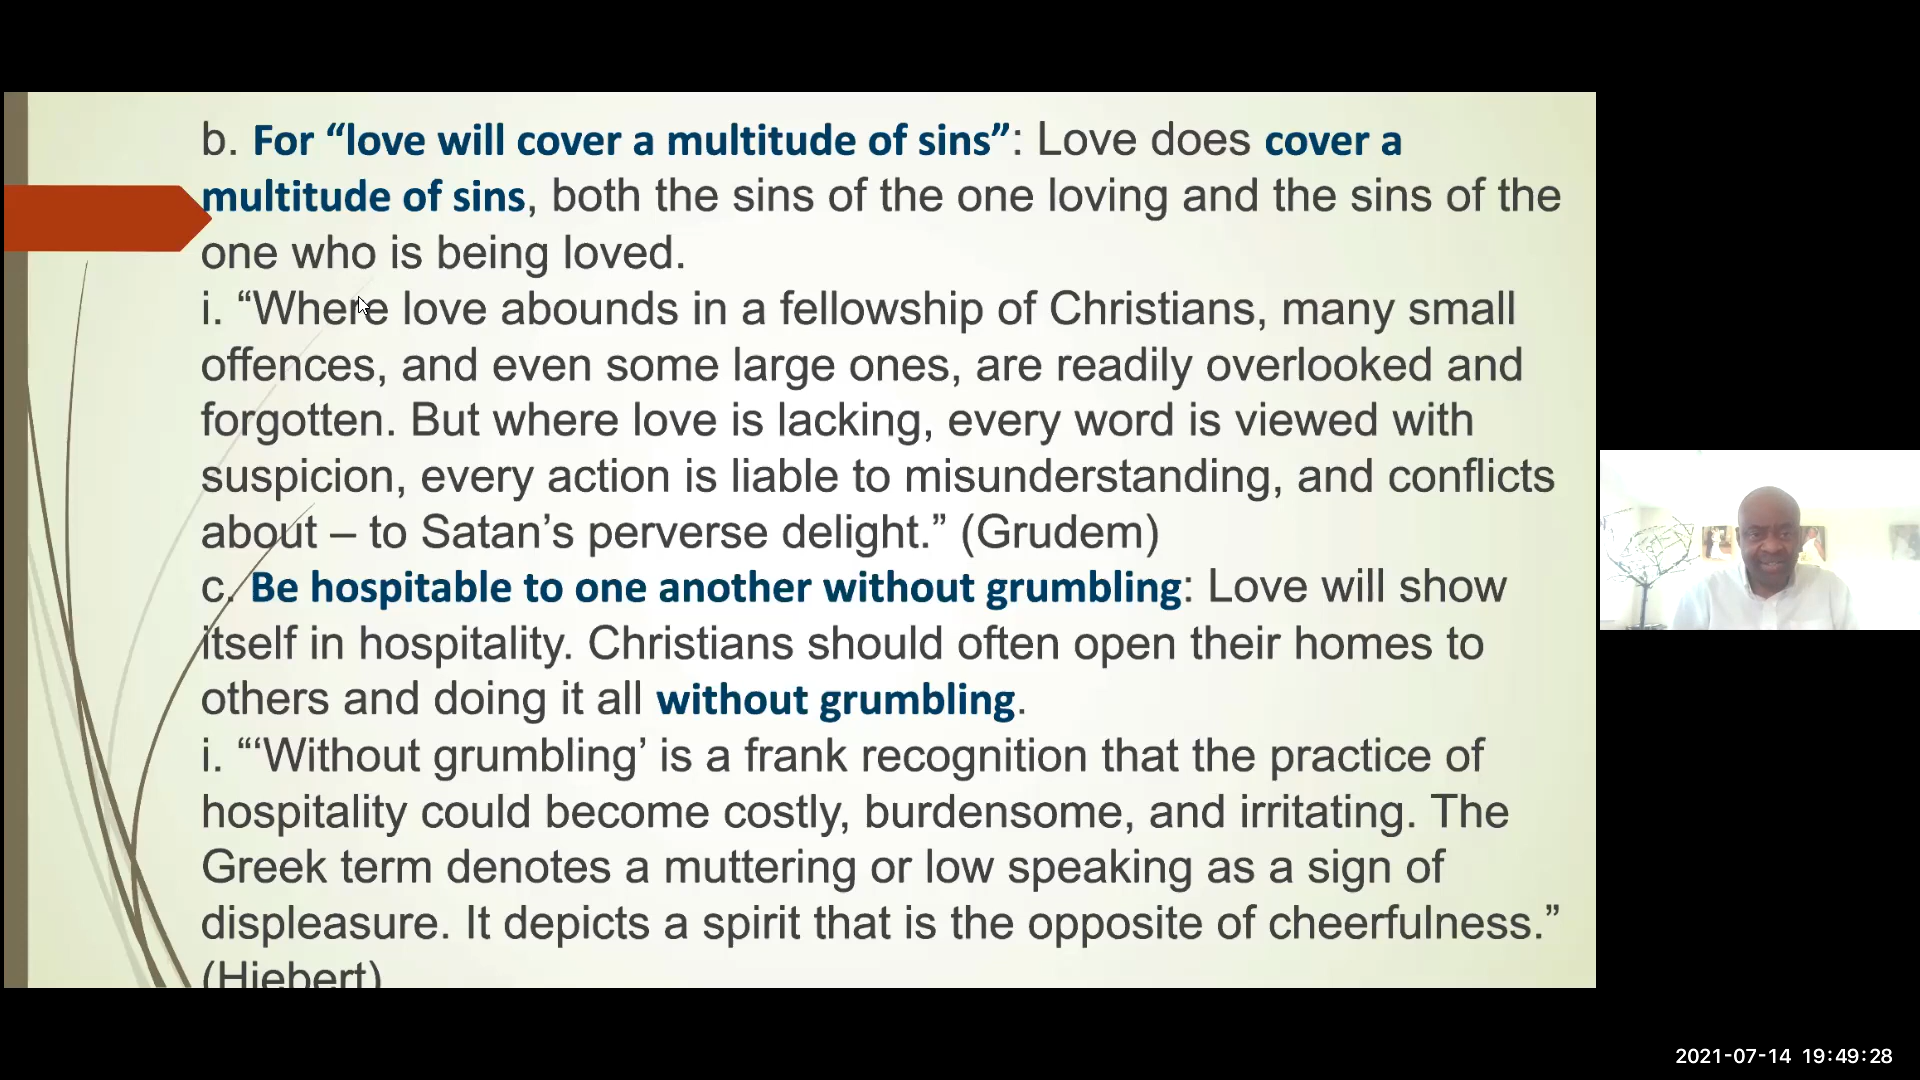 b. For “love will cover a multitude of sins”: Love does cover a
multitude of sins, both the sins of the one loving and the sins of the
one who is being loved.
i. “Where love abounds in a fellowship of Christians, many small
offences, and even some large ones, are readily overlooked and
forgotten. But where love is lacking, every word is viewed with
suspicion, every action is liable to misunderstanding, and conflicts
about – to Satan’s perverse delight.” (Grudem)
c. Be hospitable to one another without grumbling: Love will show
itself in hospitality. Christians should often open their homes to
others and doing it all without grumbling.
i. “‘Without grumbling’ is a frank recognition that the practice of
hospitality could become costly, burdensome, and irritating. The
Greek term denotes a muttering or low speaking as a sign of
displeasure. It depicts a spirit that is the opposite of cheerfulness.”
(Hiebert)
2021-07-14 19:49:28